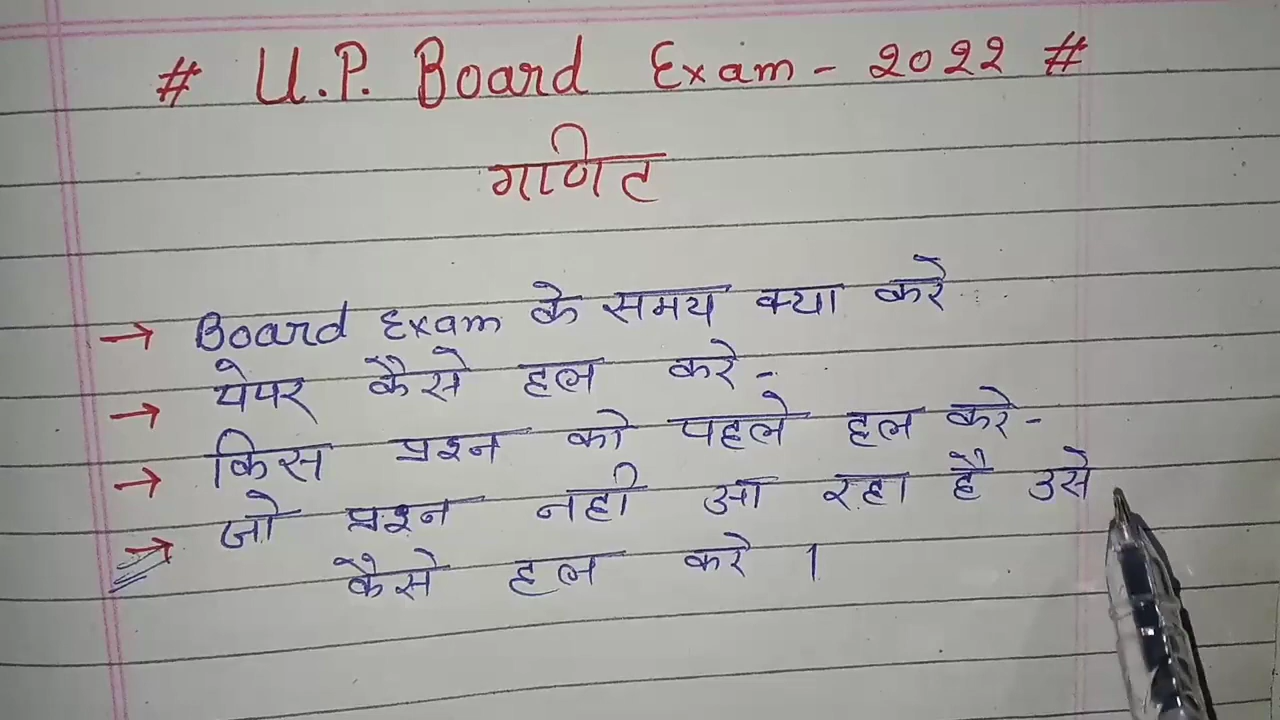 # U.P. Board Exam - 2022 #
गणित
→ Board Exam के समय क्या करे
→ पेपर कैसे हल करे -
→ किस प्रश्न को पहले हल करे -
→ जो प्रश्न नही आ रहा है उसे
कैसे हल करे ।